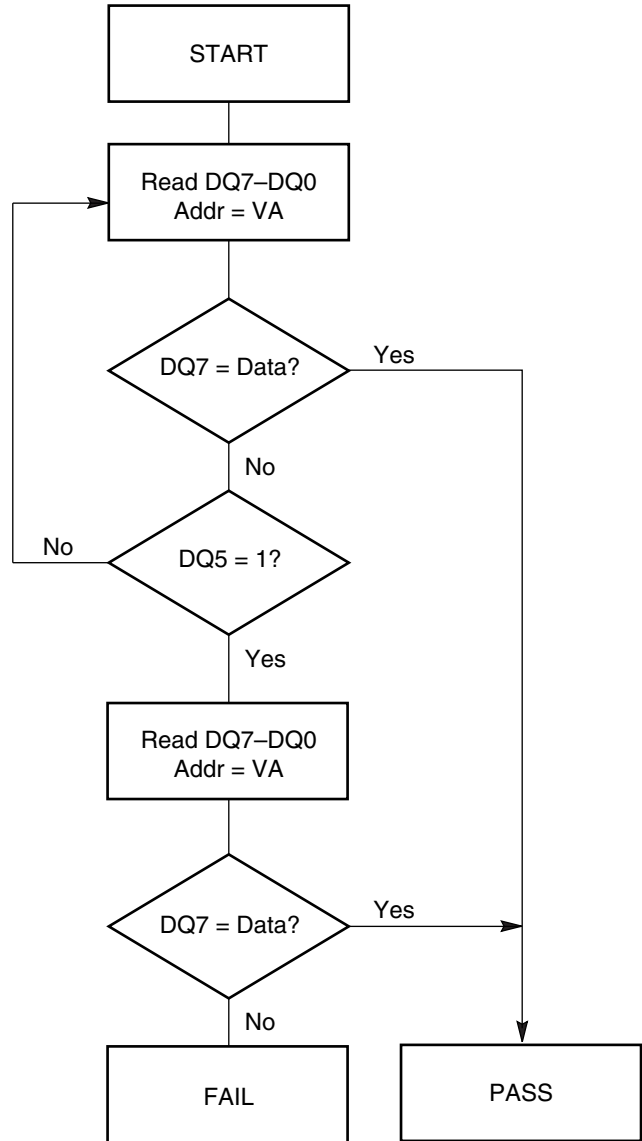 START
Read DQ7–DQ0
Addr = VA
DQ7 = Data?
Yes
No
No
DQ5 = 1?
Yes
Read DQ7–DQ0
Addr = VA
DQ7 = Data?
Yes
No
FAIL
PASS